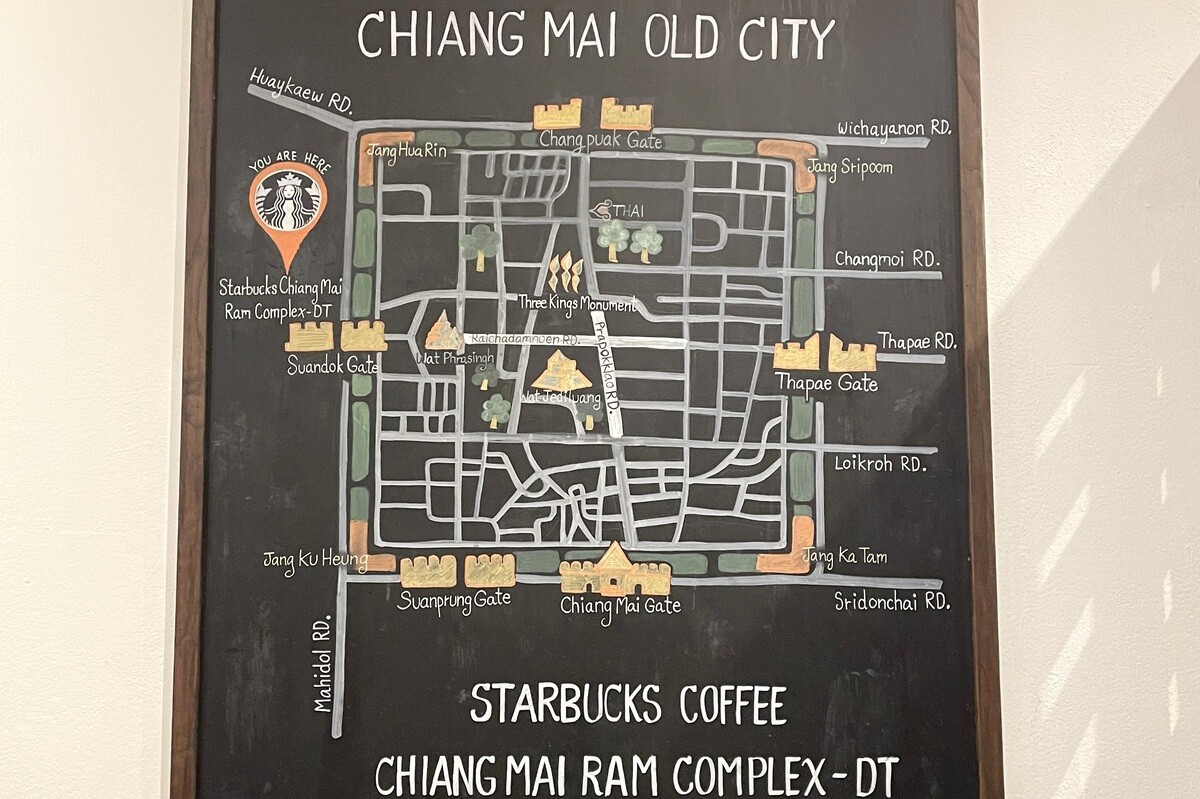 CHIANG MAI OLD CITY
Huaykaew RD.
Wichayanon RD.
Chang puak Gate
Jang Hua Rin
Jang Sripoom
YOU ARE HERE
THAI
Changmoi RD.
Starbucks Chiang Mai
Ram Complex-DT
Three Kings Monument
Raichadamnoen RD.
Prapokklao RD.
Thapae RD.
Suandok Gate
Wat Phrasingh
Thapae Gate
Wat Jediluang
Loikroh RD.
Jang Ku Heung
Jang Ka Tam
Suanprung Gate
Chiang Mai Gate
Sridonchai RD.
Mahidol RD.
STARBUCKS COFFEE
CHIANG MAI RAM COMPLEX-DT